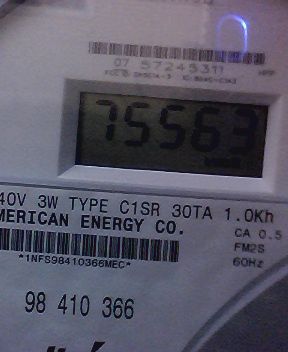 07 57245311
75563
40V 3W TYPE C1SR 30TA 1.0Kh
MERICAN ENERGY CO.
CA 0.5
FM2S
*1NFS98410366MEC*
60Hz
98 410 366